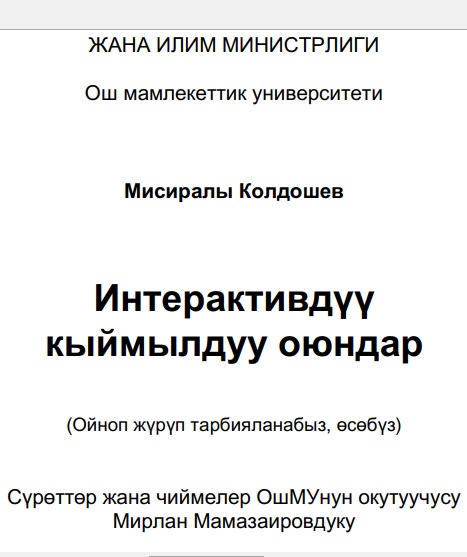 ЖАНА ИЛИМ МИНИСТРЛИГИ
Ош мамлекеттик университети
Мисиралы Колдошев
Интерактивдүү
кыймылдуу оюндар
(Ойноп жүрүп тарбияланабыз, өсөбүз)
Сүрөттөр жана чиймелер ОшМУнун окутуучусу
Мирлан Мамазаировдуку